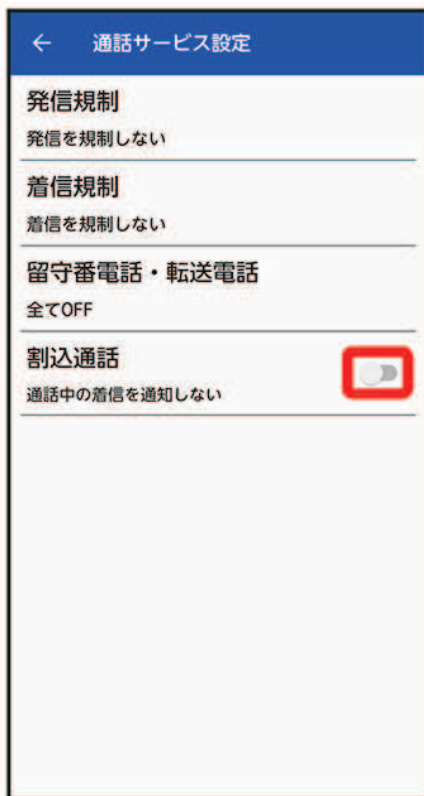 通話サービス設定
発信規制
発信を規制しない
着信規制
着信を規制しない
留守番電話・転送電話
全てOFF
割込通話
通話中の着信を通知しない